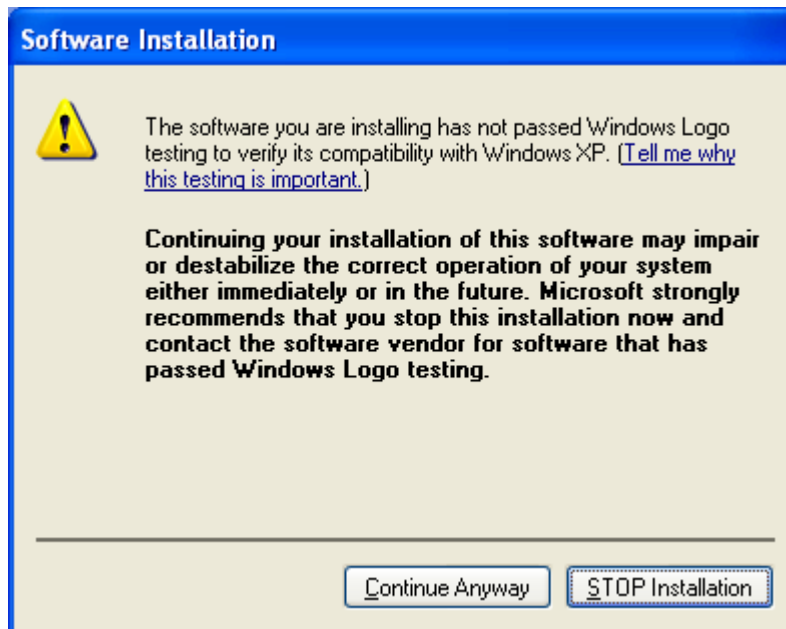 Software Installation
The software you are installing has not passed Windows Logo
testing to verify its compatibility with Windows XP. (Tell me why
this testing is important.)
Continuing your installation of this software may impair
or destabilize the correct operation of your system
either immediately or in the future. Microsoft strongly
recommends that you stop this installation now and
contact the software vendor for software that has
passed Windows Logo testing.
Continue Anyway
STOP Installation